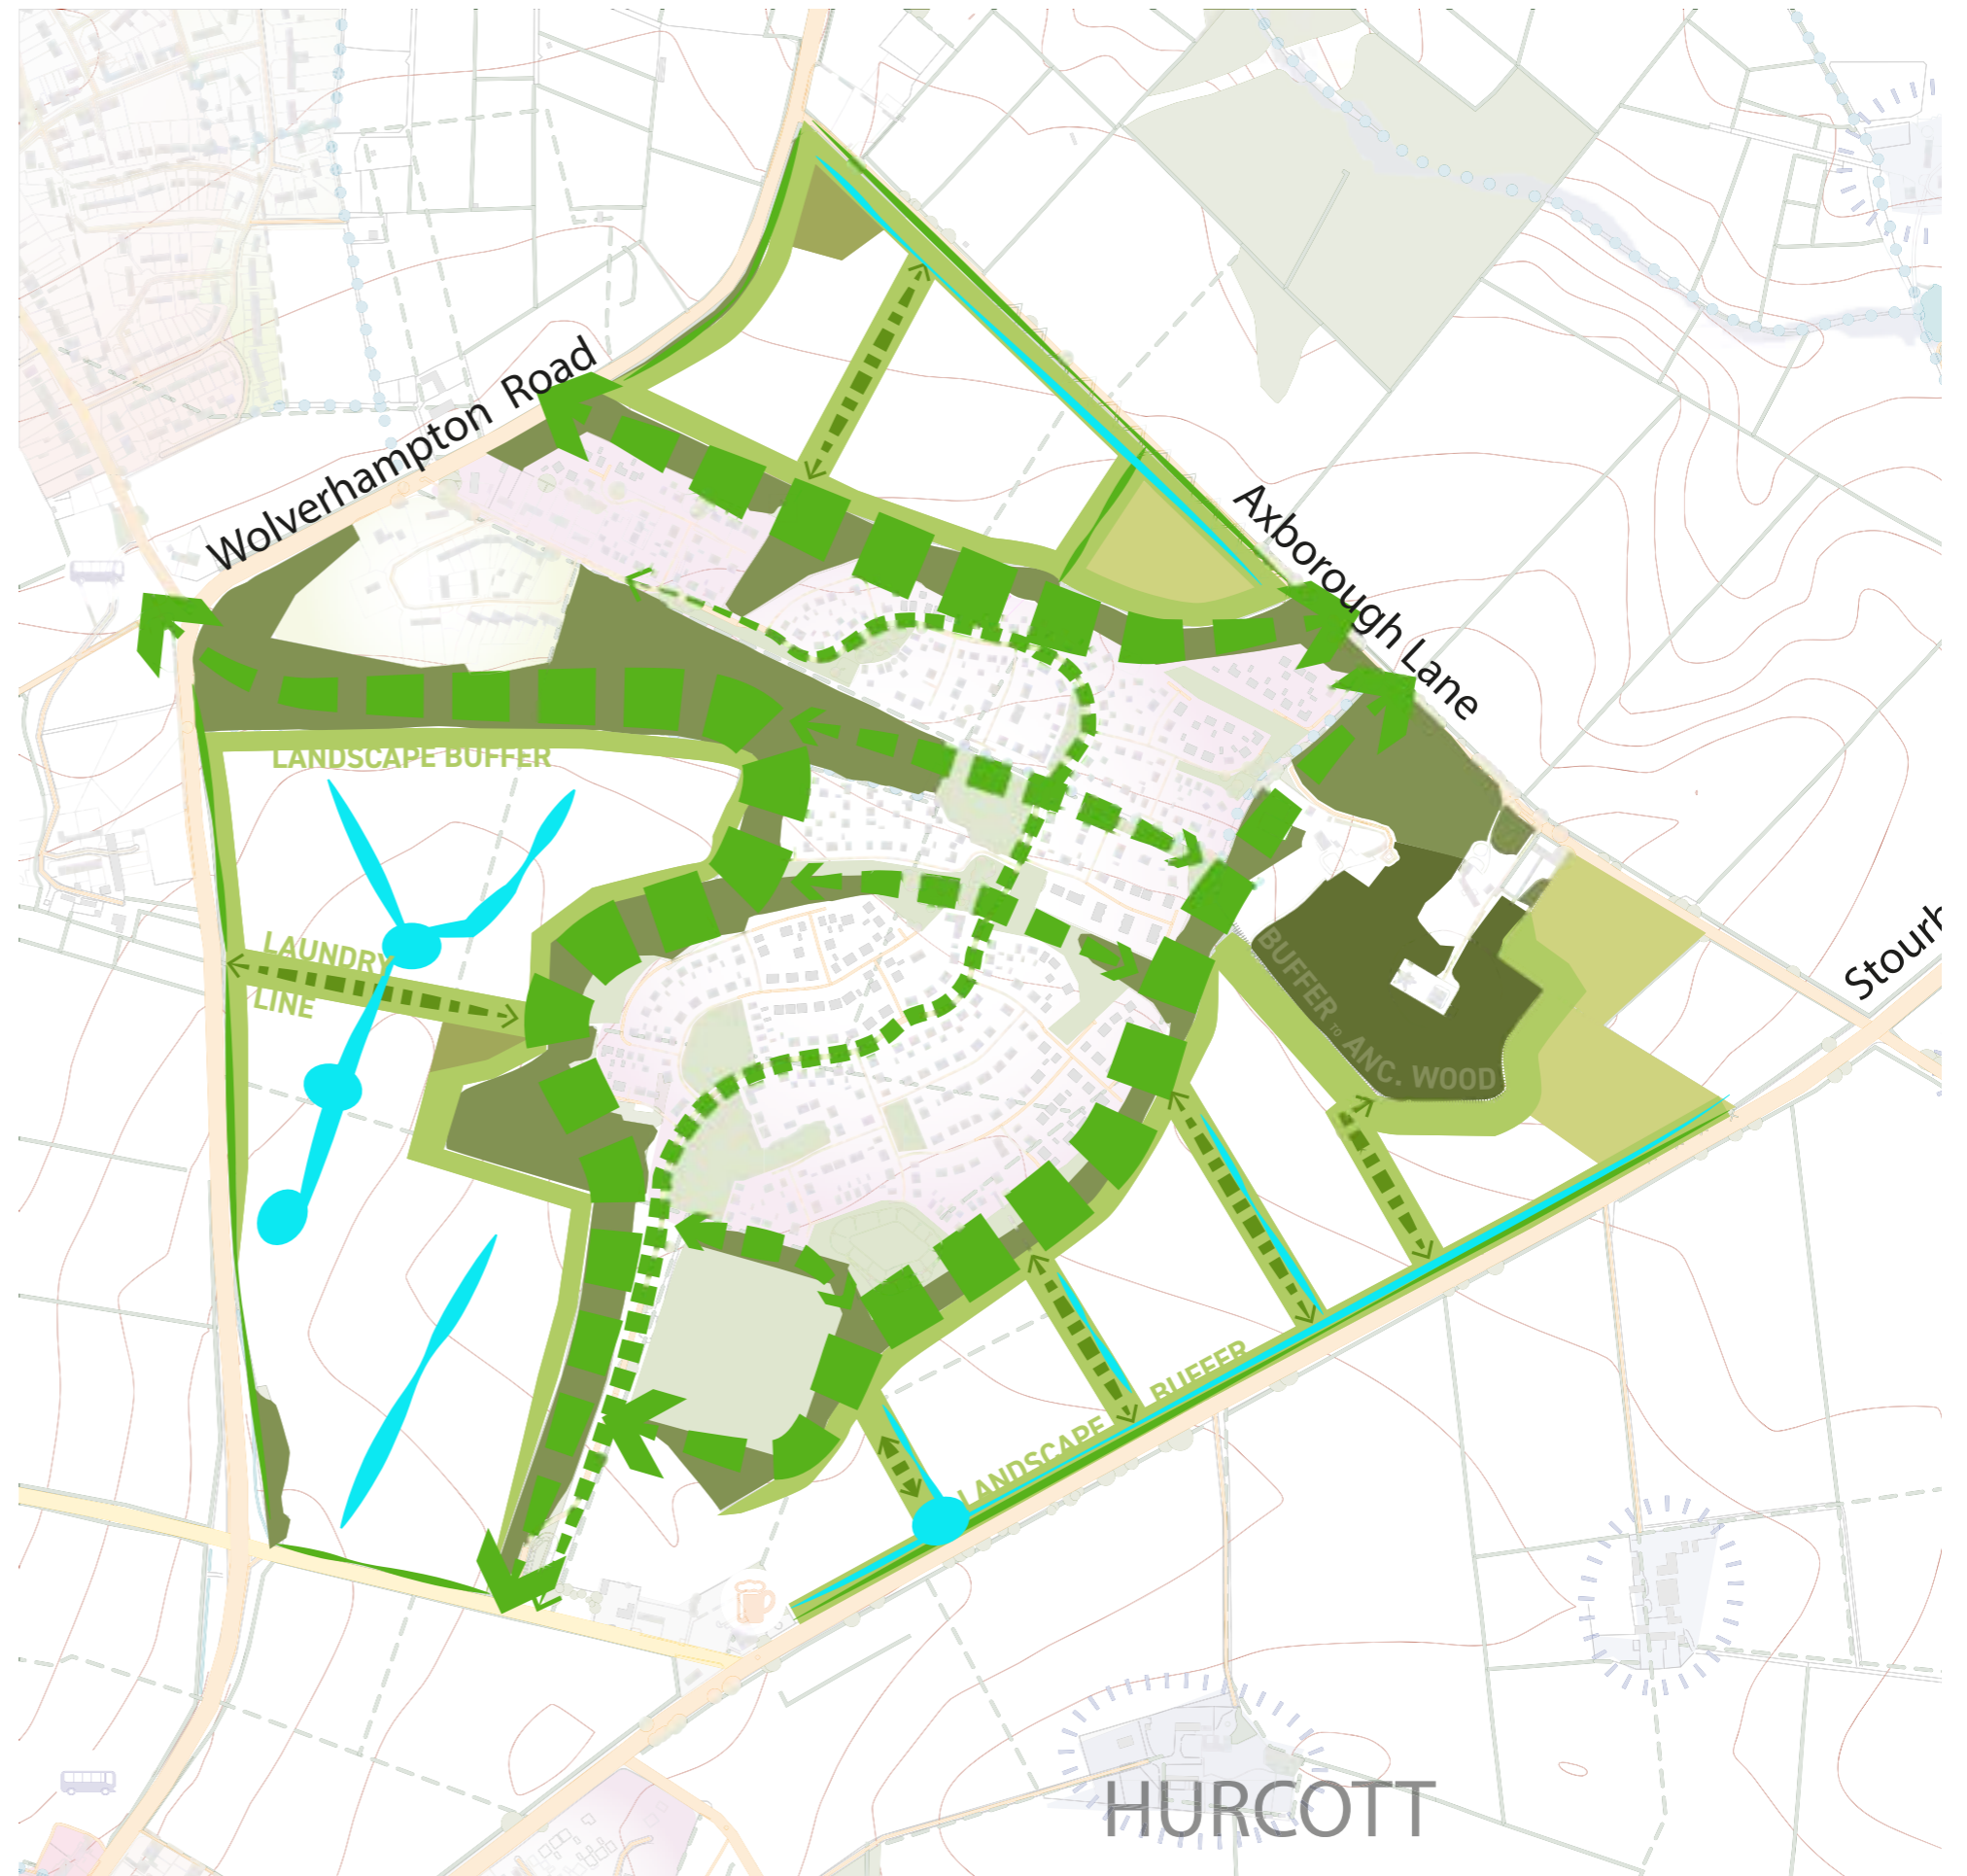 Wolverhampton Road
Axborough Lane
LANDSCAPE BUFFER
LAUNDRY
LINE
BUFFER TO ANC. WOOD
Stourb
LANDSCAPE BUFFER
HURCOTT